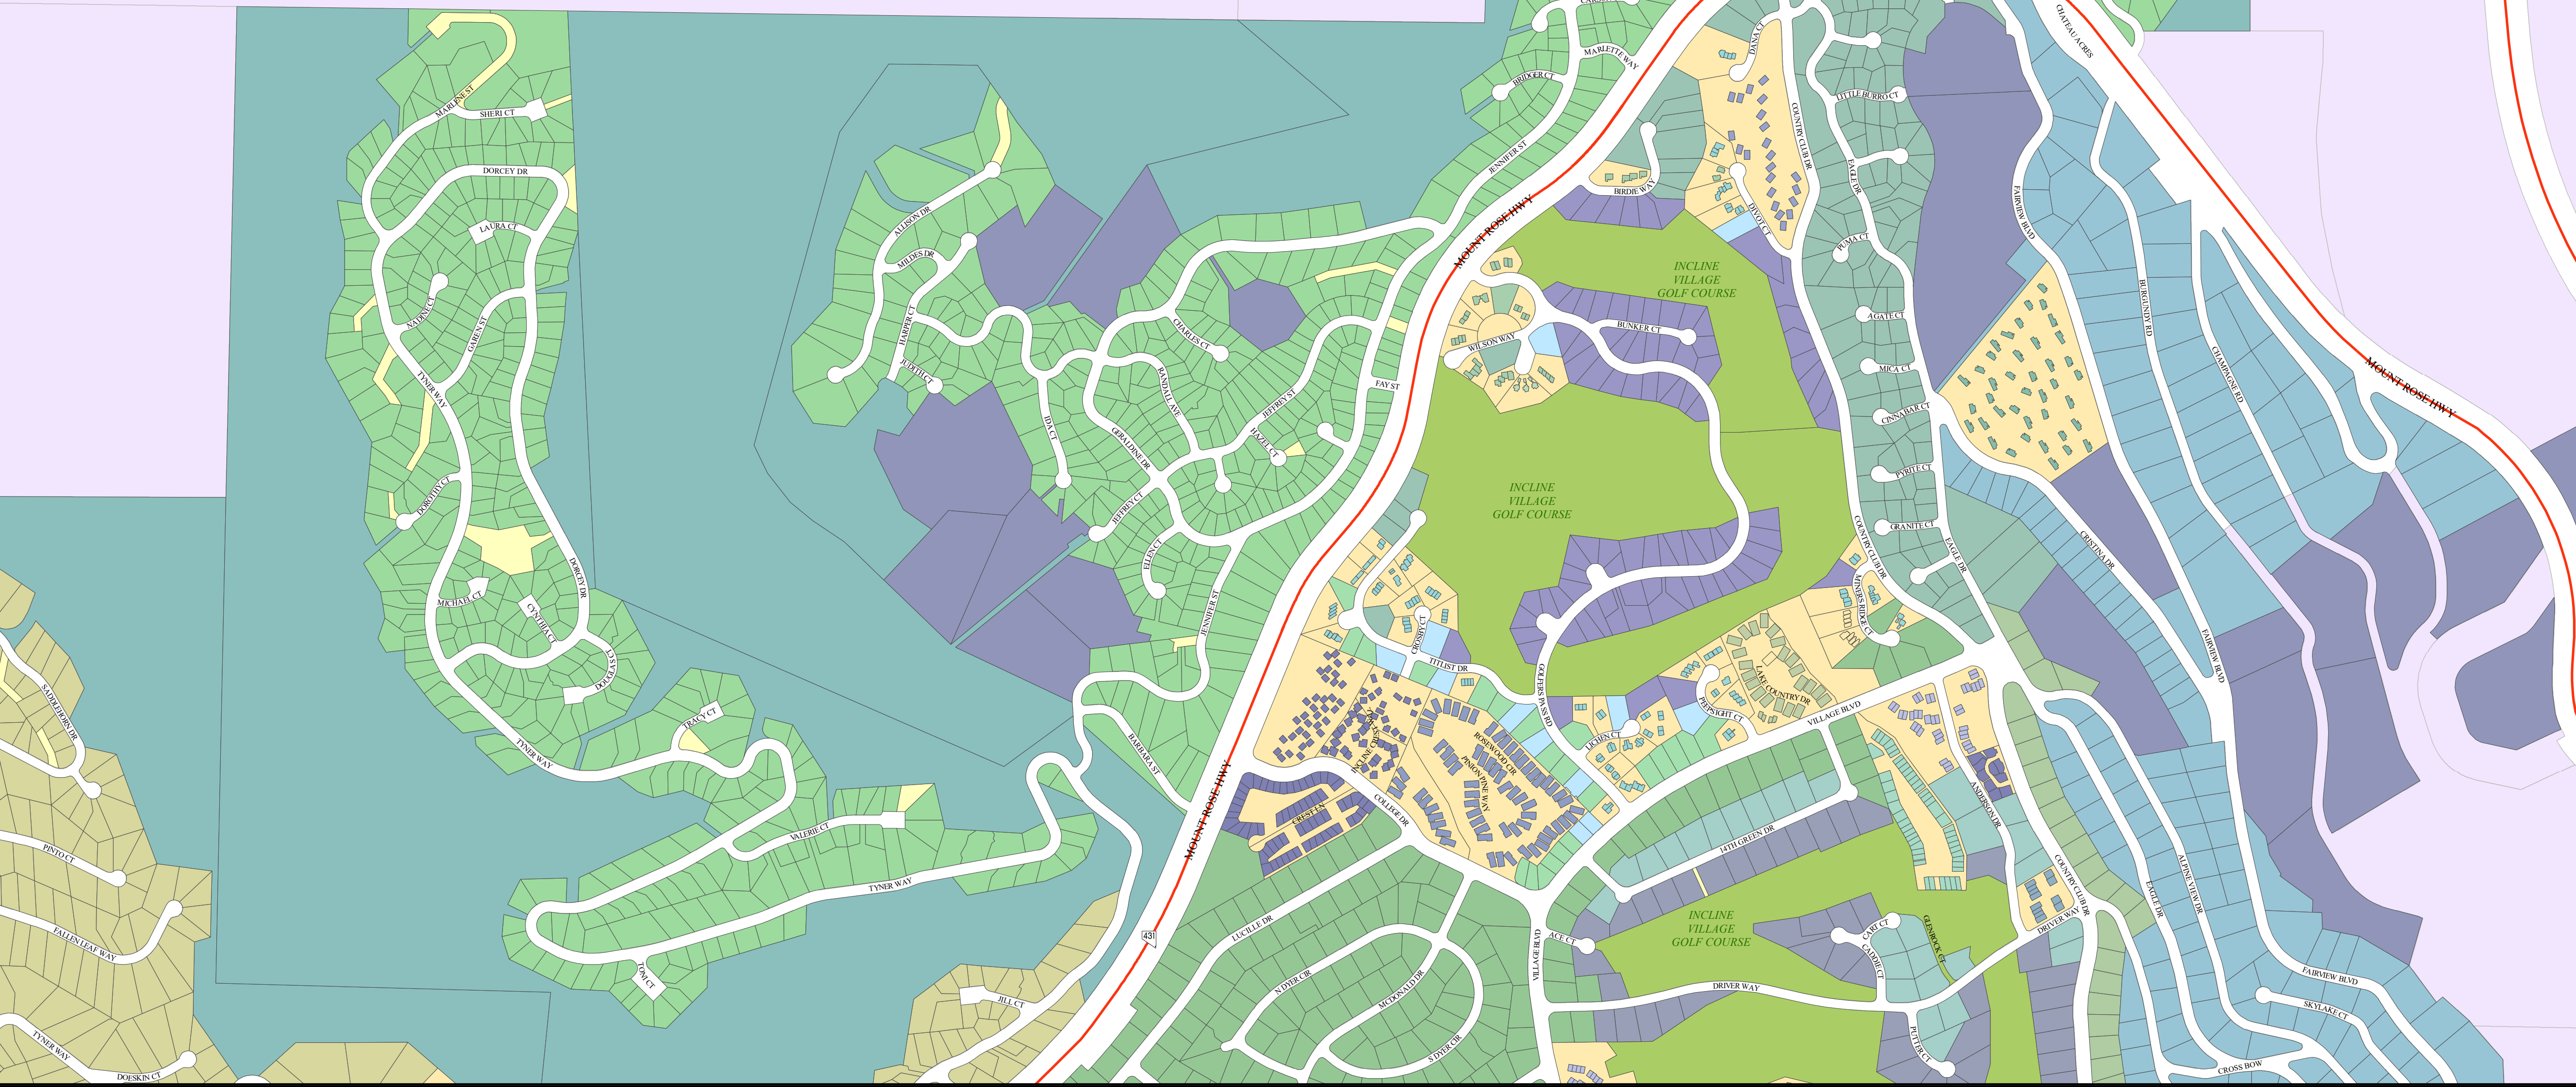 CHATEAU ACRES
MARLETTE WAY
DANA CT
BRIDGER CT
MARLENE ST
SHERI CT
LITTLE BURRO CT
COUNTRY CLUB DR
JENNIFER ST
DORCEY DR
EAGLE DR
BIRDIE WAY
FAIRVIEW BLVD
MOUNT ROSE HWY
ALLISON DR
DIVOT CT
LAURA CT
PUMA CT
MILDES DR
INCLINE
VILLAGE
GOLF COURSE
NADINE CT
GAREN ST
HARPER CT
CHARLES CT
BURGUNDY RD
AGATE CT
BUNKER CT
WILSON WAY
JUDITH CT
MICA CT
CHAMPAGNE RD
MOUNT ROSE HWY
TYNER WAY
RANDALL AVE
FAY ST
JEFFREY ST
CINNABAR CT
IDA CT
GERALDINE DR
HAZEL CT
PYRITE CT
DOROTHY CT
INCLINE
VILLAGE
GOLF COURSE
JEFFREY CT
GRANITE CT
COUNTRY CLUB DR
EAGLE DR
CRISTINA DR
ELLEN CT
DORCEY DR
MICHAEL CT
CYNTHIA CT
JENNIFER ST
MINERS RIDGE CT
CROSBY CT
TITLIST DR
FAIRVIEW BLVD
DOUGLAS CT
SADDLEHORN DR
LAKE COUNTRY DR
GOLFERS PASS RD
PEEPSIGHT CT
VILLAGE BLVD
TRACY CT
TYNER WAY
BARBARA ST
INCLINE CREST
LICHEN CT
ROSEWOOD CIR
PINION PINE WAY
MOUNT ROSE HWY
CREST LN
COLLEGE DR
ANDERSON DR
VALERIE CT
14TH GREEN DR
PINTO CT
TYNER WAY
COUNTRY CLUB DR
ALPINE VIEW DR
EAGLE DR
LUCILLE DR
431
INCLINE
VILLAGE
GOLF COURSE
CART CT
GLENROCK CT
DRIVER WAY
FALLEN LEAF WAY
ACE CT
VILLAGE BLVD
CADDIE CT
TONI CT
N DYER CIR
MCDONALD DR
DRIVER WAY
FAIRVIEW BLVD
JILL CT
SKYLAKE CT
TYNER WAY
S DYER CIR
PUTTER CT
CROSS BOW
DOESKIN CT